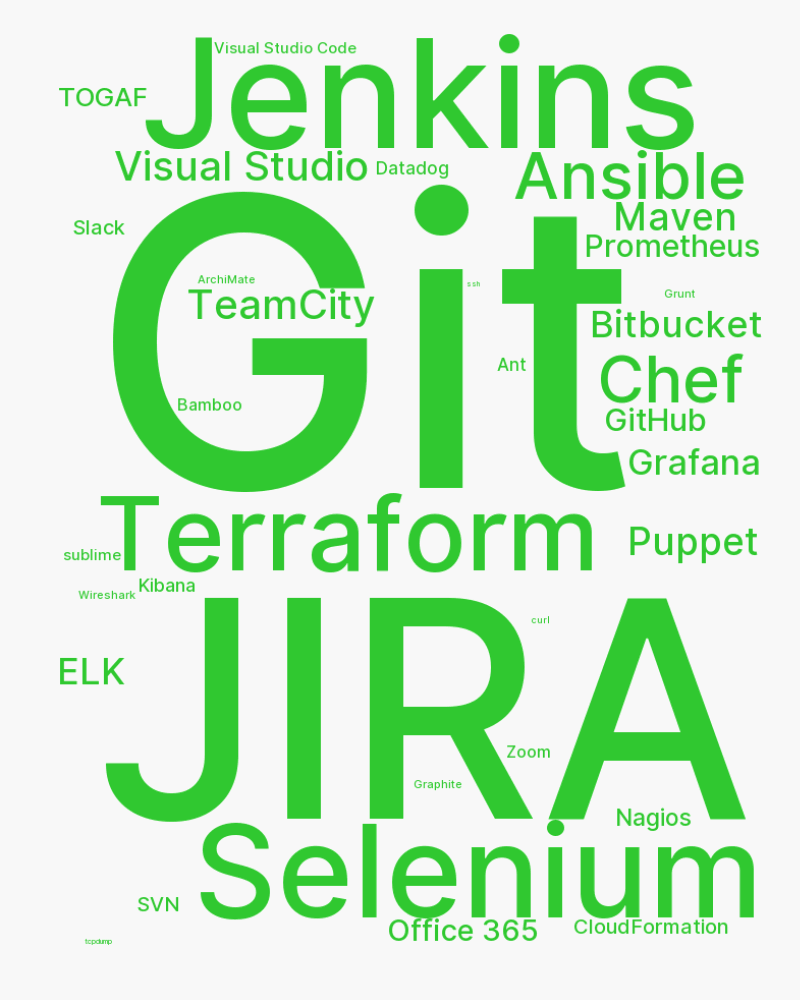 Jenkins
Visual Studio Code
TOGAF
Visual Studio
Datadog
Ansible
Maven
Slack
Prometheus
Git
ArchiMate
ssh
Grunt
TeamCity
Bitbucket
Ant
Chef
Bamboo
GitHub
Grafana
Terraform
Puppet
sublime
Kibana
Wireshark
JIRA
curl
ELK
Zoom
Graphite
Nagios
Selenium
SVN
Office 365
CloudFormation
tcpdump